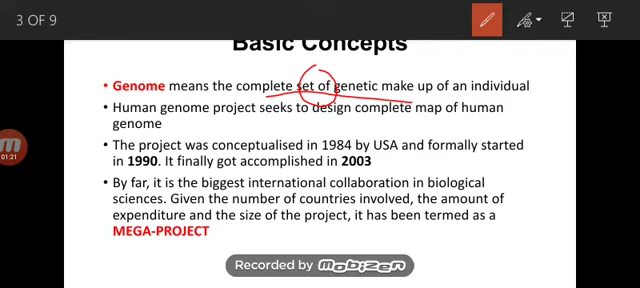 3 OF 9
Basic Concepts
• Genome means the complete set of genetic make up of an individual
• Human genome project seeks to design complete map of human
genome
• The project was conceptualised in 1984 by USA and formally started
in 1990. It finally got accomplished in 2003
• By far, it is the biggest international collaboration in biological
sciences. Given the number of countries involved, the amount of
expenditure and the size of the project, it has been termed as a
MEGA-PROJECT
01:21
Recorded by mobizen